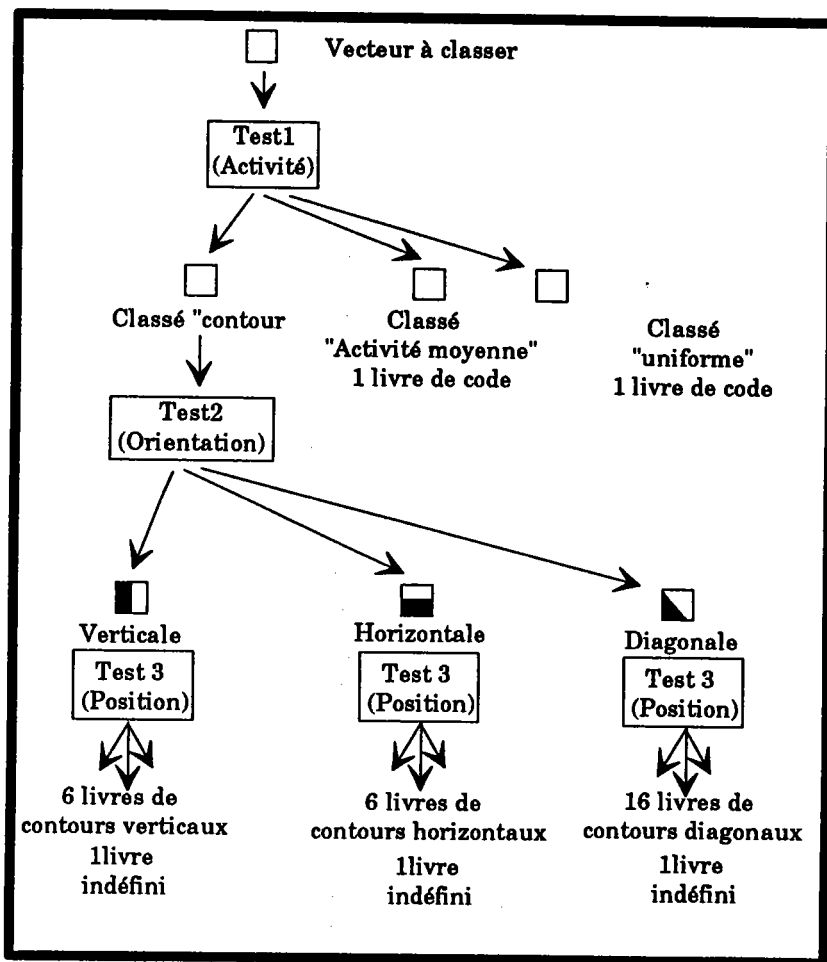 Vecteur à classer
Test1
(Activité)
Classé "contour
Classé
"Activité moyenne"
1 livre de code
Classé
"uniforme"
1 livre de code
Test2
(Orientation)
Verticale
Horizontale
Diagonale
Test 3
(Position)
Test 3
(Position)
Test 3
(Position)
6 livres de
contours verticaux
1livre
indéfini
6 livres de
contours horizontaux
1livre
indéfini
16 livres de
contours diagonaux
1livre
indéfini